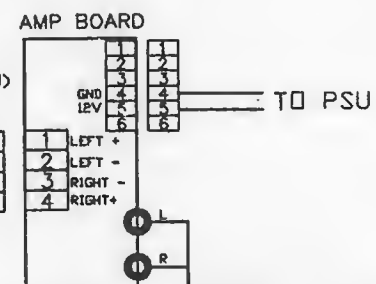 AMP BOARD
1 1
2 2
3 3
GND 4 4
12V 5 5
6 6
TO PSU
1 LEFT +
2 LEFT -
3 RIGHT -
4 RIGHT+
L
R